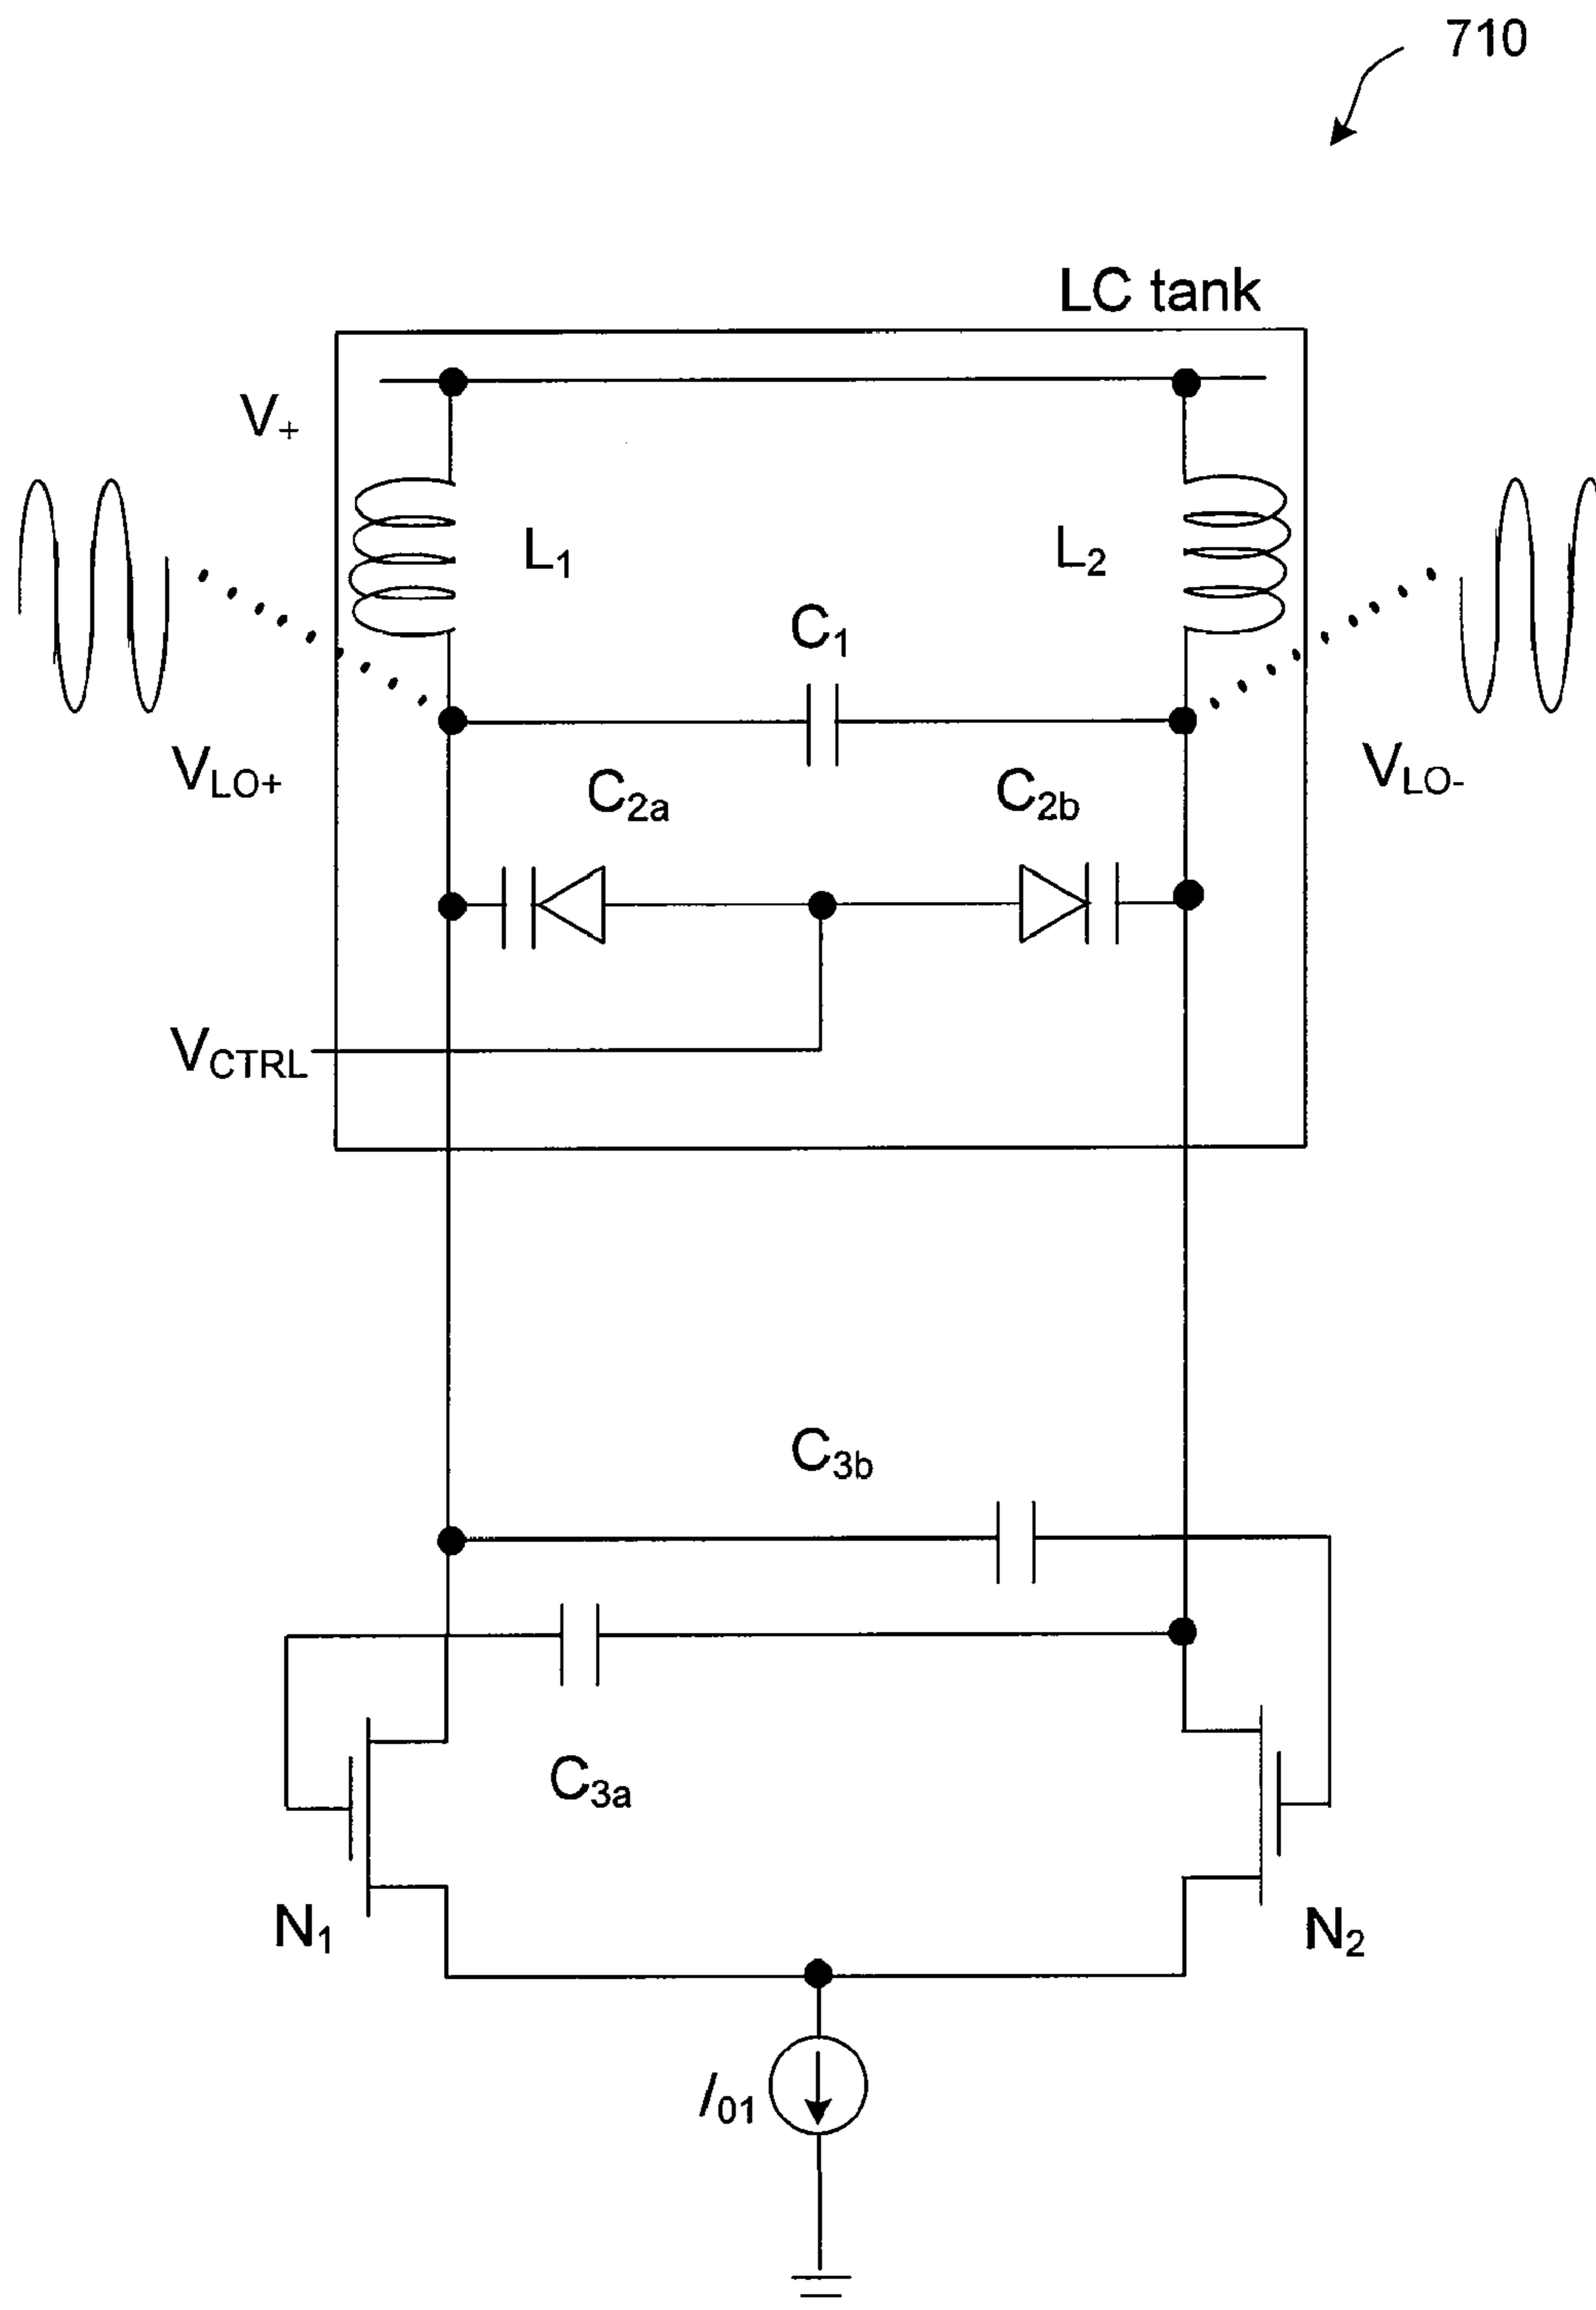 710
LC tank
V+
L1
L2
C1
VLO+
VLO-
C2a
C2b
VCTRL
C3b
C3a
N1
N2
I01